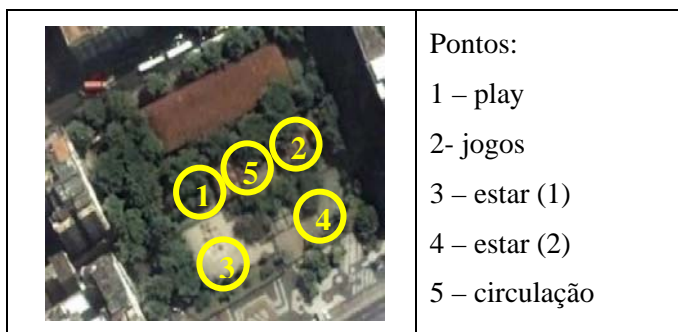 2
5
1
4
3
Pontos:
1 – play
2- jogos
3 – estar (1)
4 – estar (2)
5 – circulação